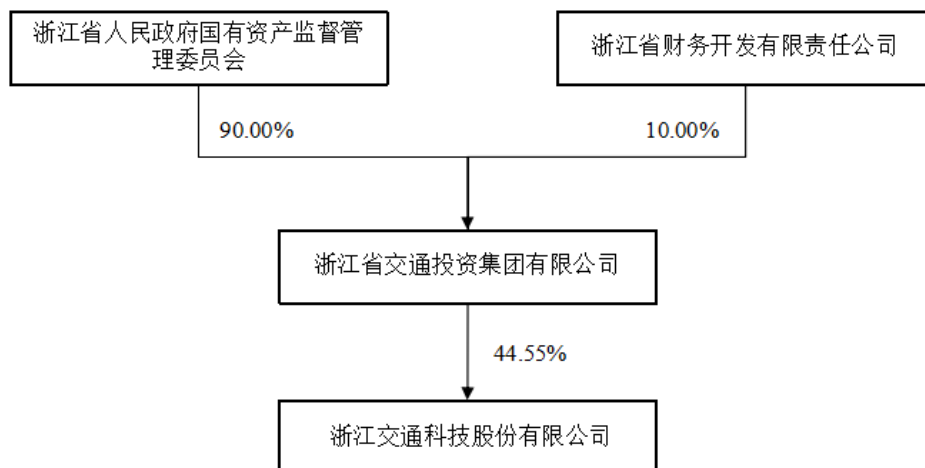 浙江省人民政府国有资产监督管
理委员会
浙江省财务开发有限责任公司
90.00%
10.00%
浙江省交通投资集团有限公司
44.55%
浙江交通科技股份有限公司